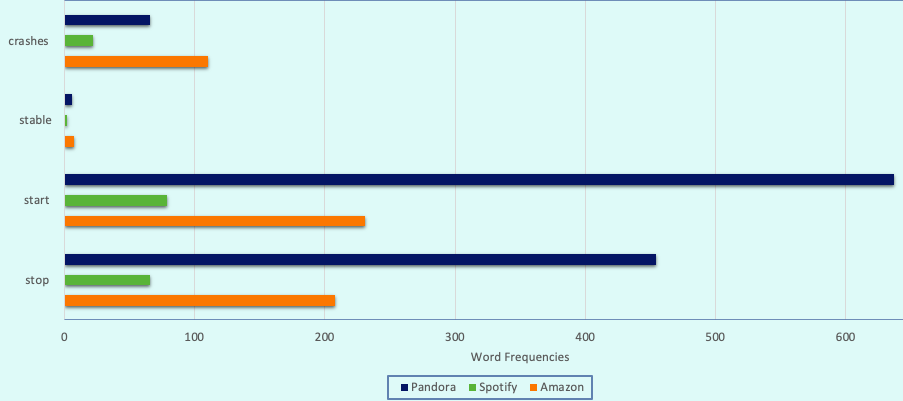 crashes
stable
start
stop
0 100 200 300 400 500 600
Word Frequencies
Pandora Spotify Amazon